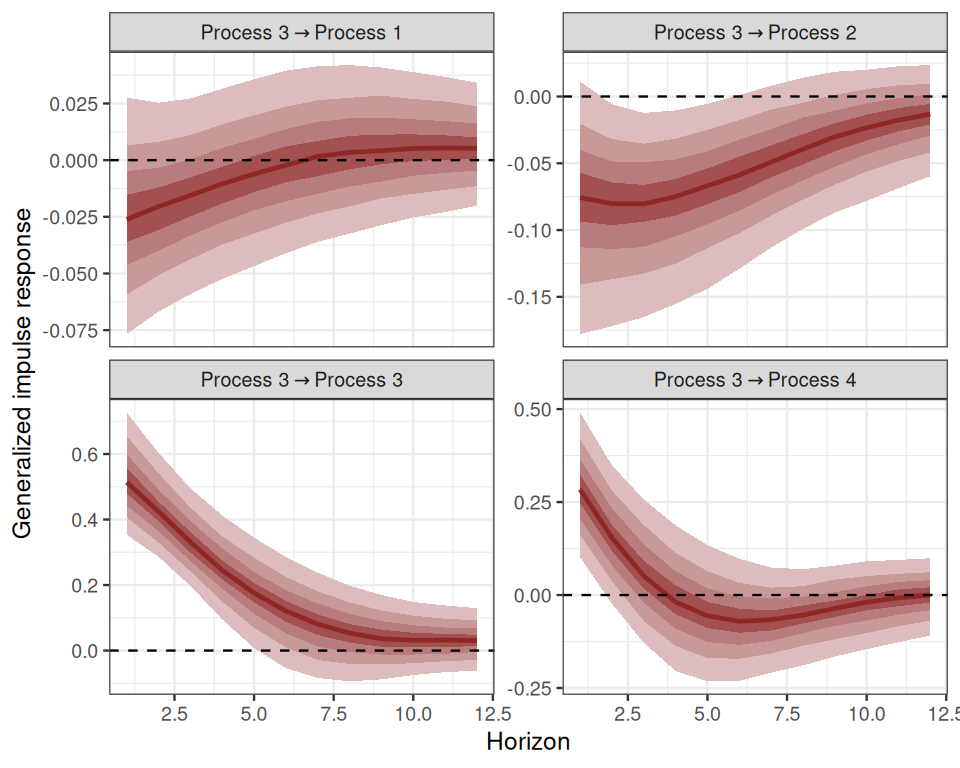 Process 3 → Process 1
Process 3 → Process 2
0.025
0.000
-0.025
-0.050
-0.075
0.00
-0.05
-0.10
-0.15
Generalized impulse response
Process 3 → Process 3
Process 3 → Process 4
0.6
0.4
0.2
0.0
0.50
0.25
0.00
-0.25
2.5 5.0 7.5 10.0 12.5
2.5 5.0 7.5 10.0 12.5
Horizon